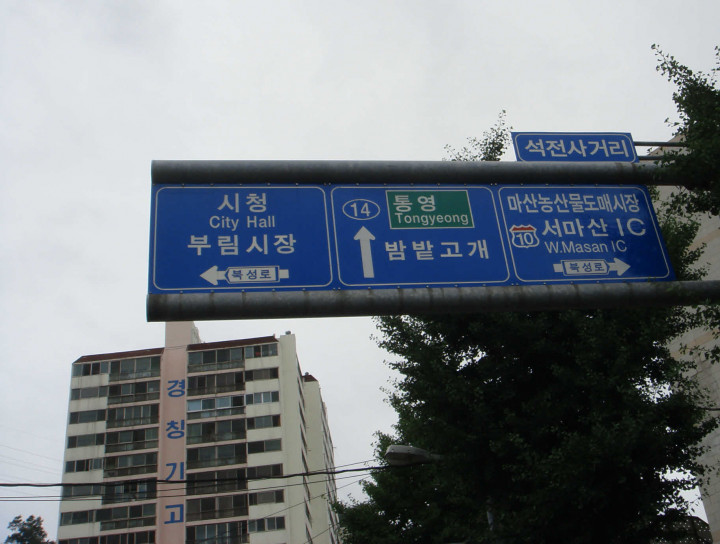 석전사거리
시청
City Hall
부림시장
북성로
14
통영
Tongyeong
밤밭고개
마산농산물도매시장
10
서마산 IC
W.Masan IC
북성로
경칭기고